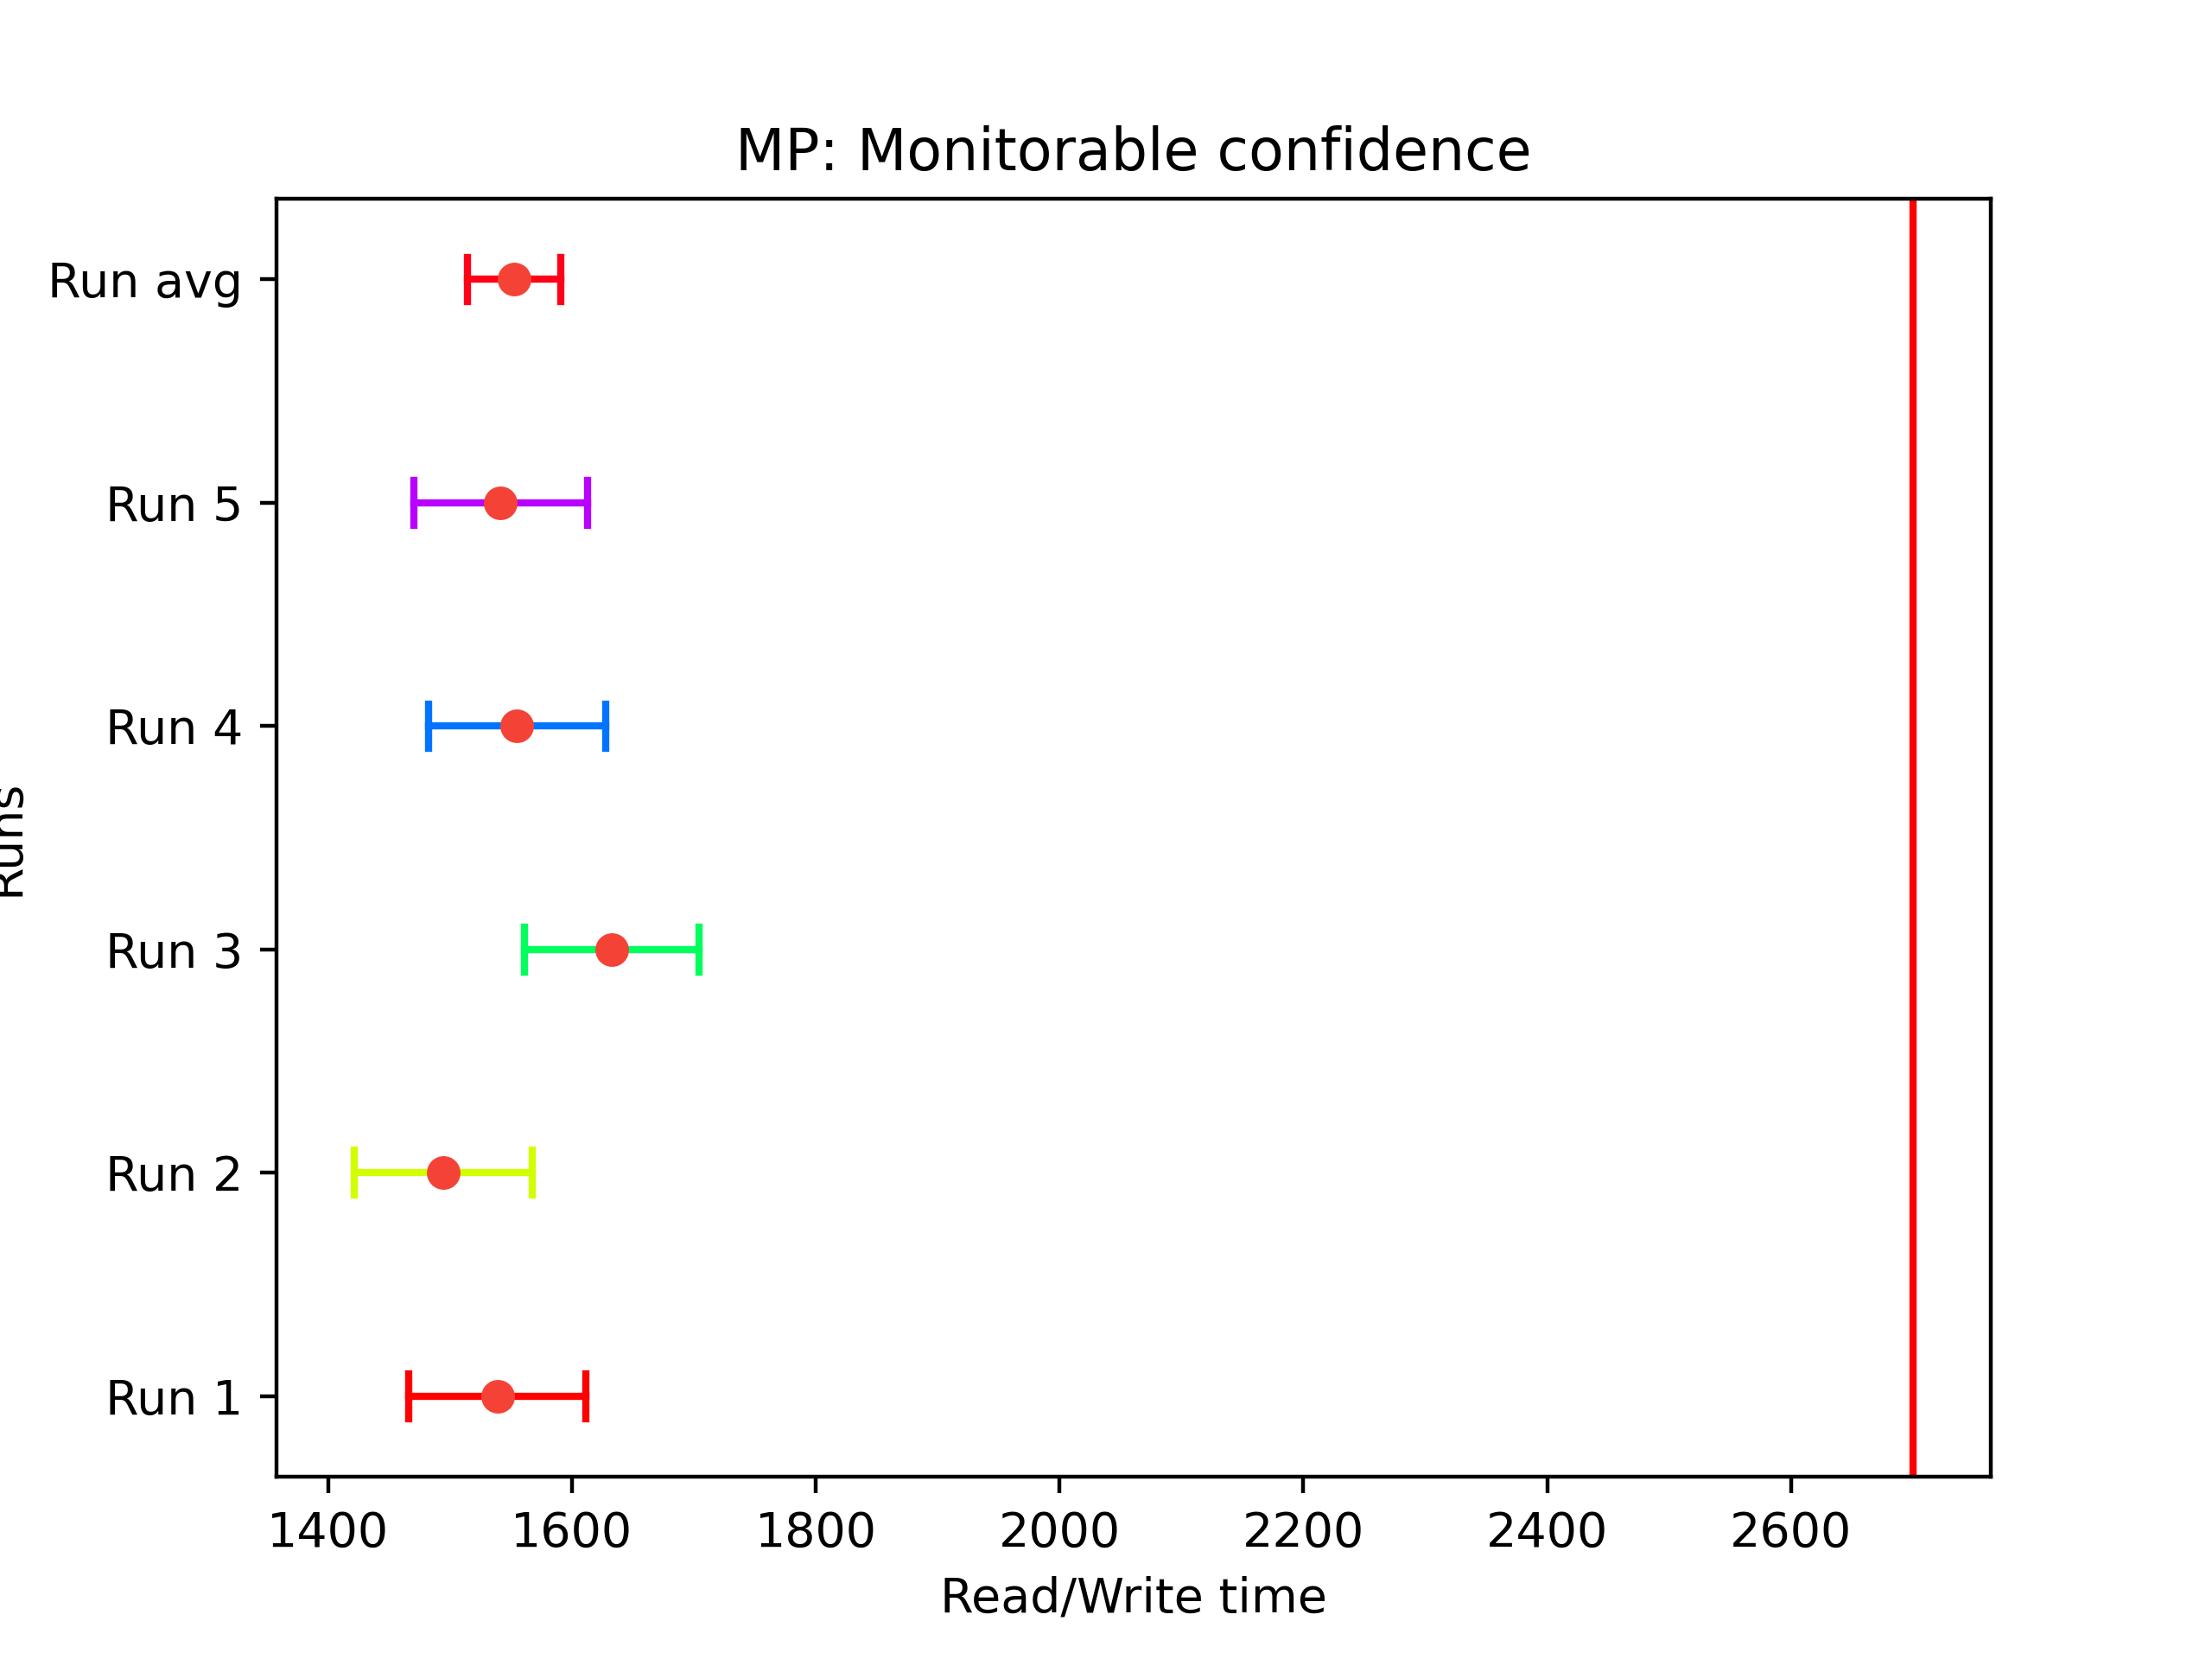 MP: Monitorable confidence
Run avg
Run 5
Run 4
Runs
Run 3
Run 2
Run 1
1400 1600 1800 2000 2200 2400 2600
Read/Write time